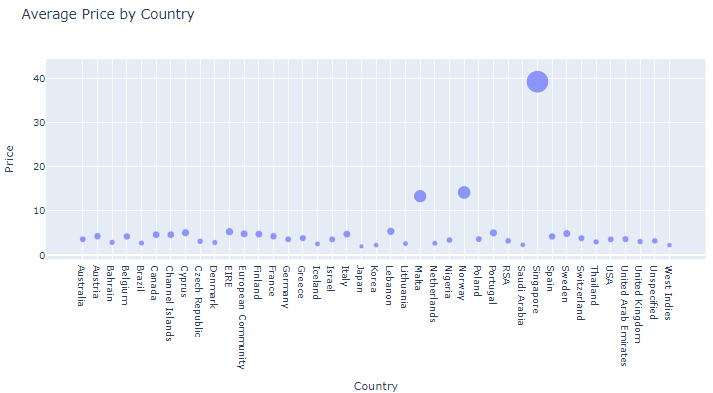 Average Price by Country
Price
40
30
20
10
0
Australia
Austria
Bahrain
Belgium
Brazil
Canada
Channel Islands
Cyprus
Czech Republic
Denmark
EIRE
European Community
Finland
France
Germany
Greece
Iceland
Israel
Italy
Japan
Korea
Lebanon
Lithuania
Malta
Netherlands
Nigeria
Norway
Poland
Portugal
RSA
Saudi Arabia
Singapore
Spain
Sweden
Switzerland
Thailand
USA
United Arab Emirates
United Kingdom
Unspecified
West Indies
Country